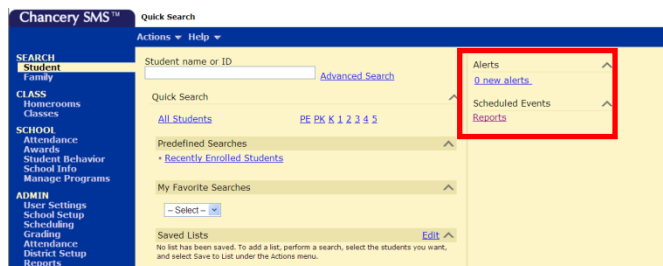 Chancery SMS™
Quick Search
Actions Help
SEARCH
Student
Family
CLASS
Homerooms
Classes
SCHOOL
Attendance
Awards
Student Behavior
School Info
Manage Programs
ADMIN
User Settings
School Setup
Scheduling
Grading
Attendance
District Setup
Reports
Student name or ID
Advanced Search
Quick Search
All Students PE PK K 1 2 3 4 5
Predefined Searches
• Recently Enrolled Students
My Favorite Searches
-- Select --
Saved Lists Edit
No list has been saved. To add a list, perform a search, select the students you want,
and select Save to List under the Actions menu.
Alerts
0 new alerts
Scheduled Events
Reports